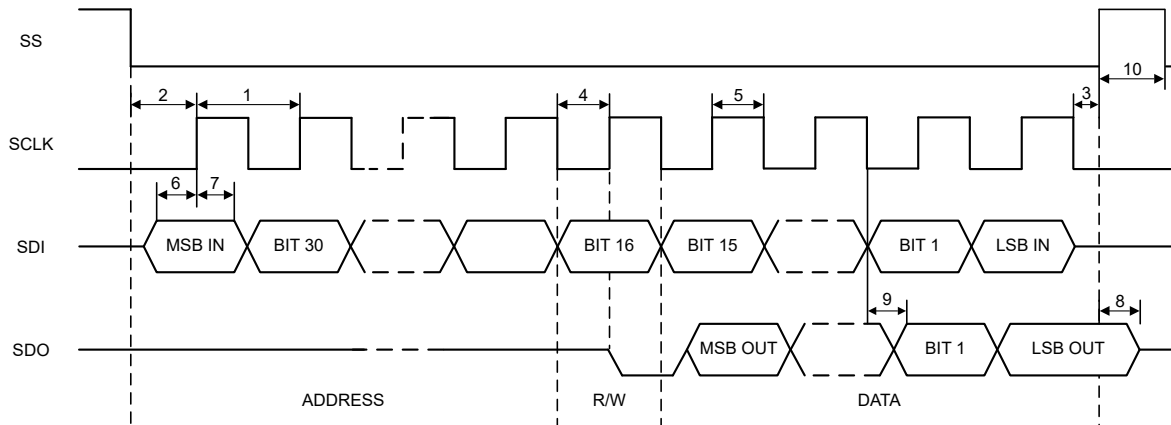 SS
10
2
1
4
5
3
SCLK
6
7
SDI
MSB IN
BIT 30
BIT 16
BIT 15
BIT 1
LSB IN
9
8
SDO
MSB OUT
BIT 1
LSB OUT
ADDRESS
R/W
DATA